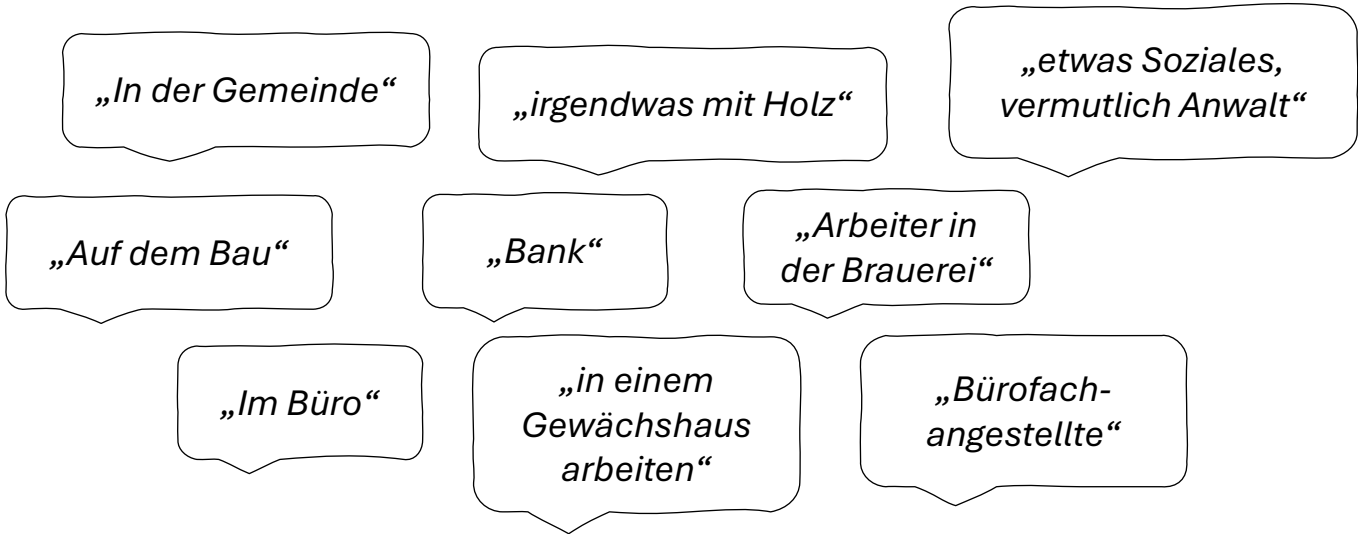 „In der Gemeinde“
„irgendwas mit Holz“
„etwas Soziales,
vermutlich Anwalt“
„Auf dem Bau“
„Bank“
„Arbeiter in
der Brauerei“
„Im Büro“
„in einem
Gewächshaus
arbeiten“
„Bürofach-
angestellte“